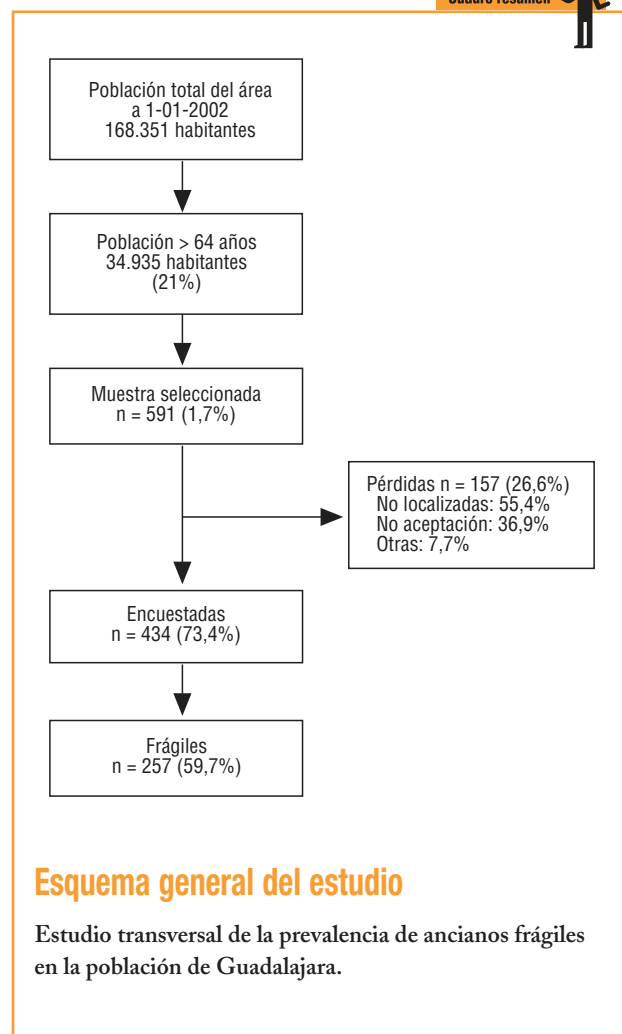 Cuadro resumen
Población total del área
a 1-01-2002
168.351 habitantes
Población > 64 años
34.935 habitantes
(21%)
Muestra seleccionada
n = 591 (1,7%)
Pérdidas n = 157 (26,6%)
No localizadas: 55,4%
No aceptación: 36,9%
Otras: 7,7%
Encuestadas
n = 434 (73,4%)
Frágiles
n = 257 (59,7%)
Esquema general del estudio
Estudio transversal de la prevalencia de ancianos frágiles
en la población de Guadalajara.